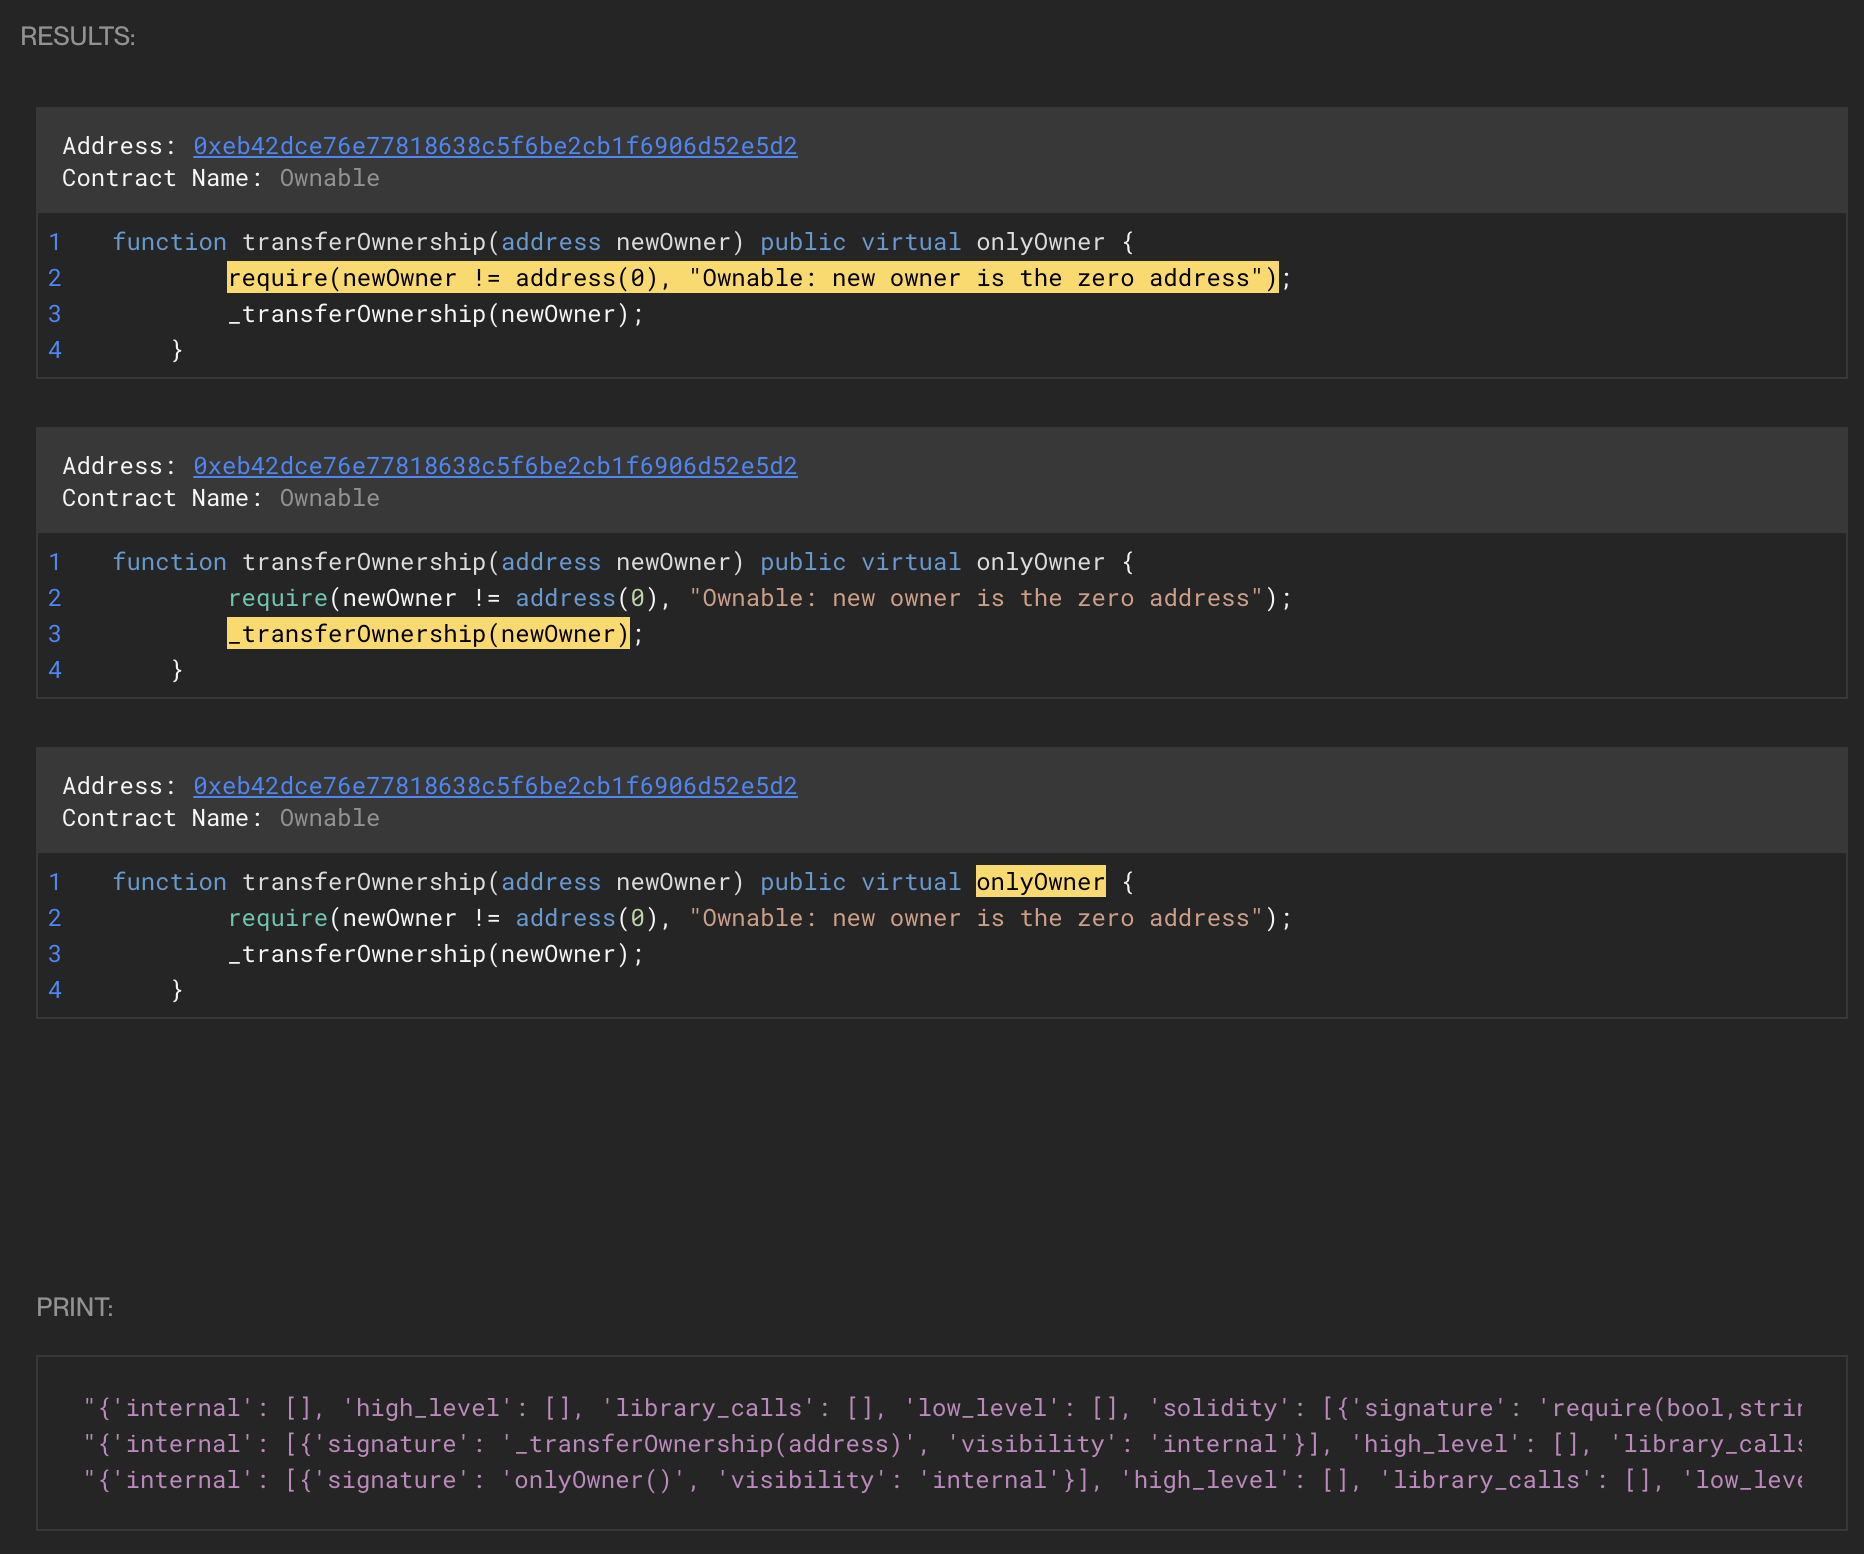 RESULTS:
Address: 0xeb42dce76e77818638c5f6be2cb1f6906d52e5d2
Contract Name: Ownable
1 function transferOwnership(address newOwner) public virtual onlyOwner {
2 require(newOwner != address(0), "Ownable: new owner is the zero address");
3 _transferOwnership(newOwner);
4 }
Address: 0xeb42dce76e77818638c5f6be2cb1f6906d52e5d2
Contract Name: Ownable
1 function transferOwnership(address newOwner) public virtual onlyOwner {
2 require(newOwner != address(0), "Ownable: new owner is the zero address");
3 _transferOwnership(newOwner);
4 }
Address: 0xeb42dce76e77818638c5f6be2cb1f6906d52e5d2
Contract Name: Ownable
1 function transferOwnership(address newOwner) public virtual onlyOwner {
2 require(newOwner != address(0), "Ownable: new owner is the zero address");
3 _transferOwnership(newOwner);
4 }
PRINT:
"{'internal': [], 'high_level': [], 'library_calls': [], 'low_level': [], 'solidity': [{'signature': 'require(bool,strin
"{'internal': [{'signature': '_transferOwnership(address)', 'visibility': 'internal'}], 'high_level': [], 'library_calls
"{'internal': [{'signature': 'onlyOwner()', 'visibility': 'internal'}], 'high_level': [], 'library_calls': [], 'low_leve